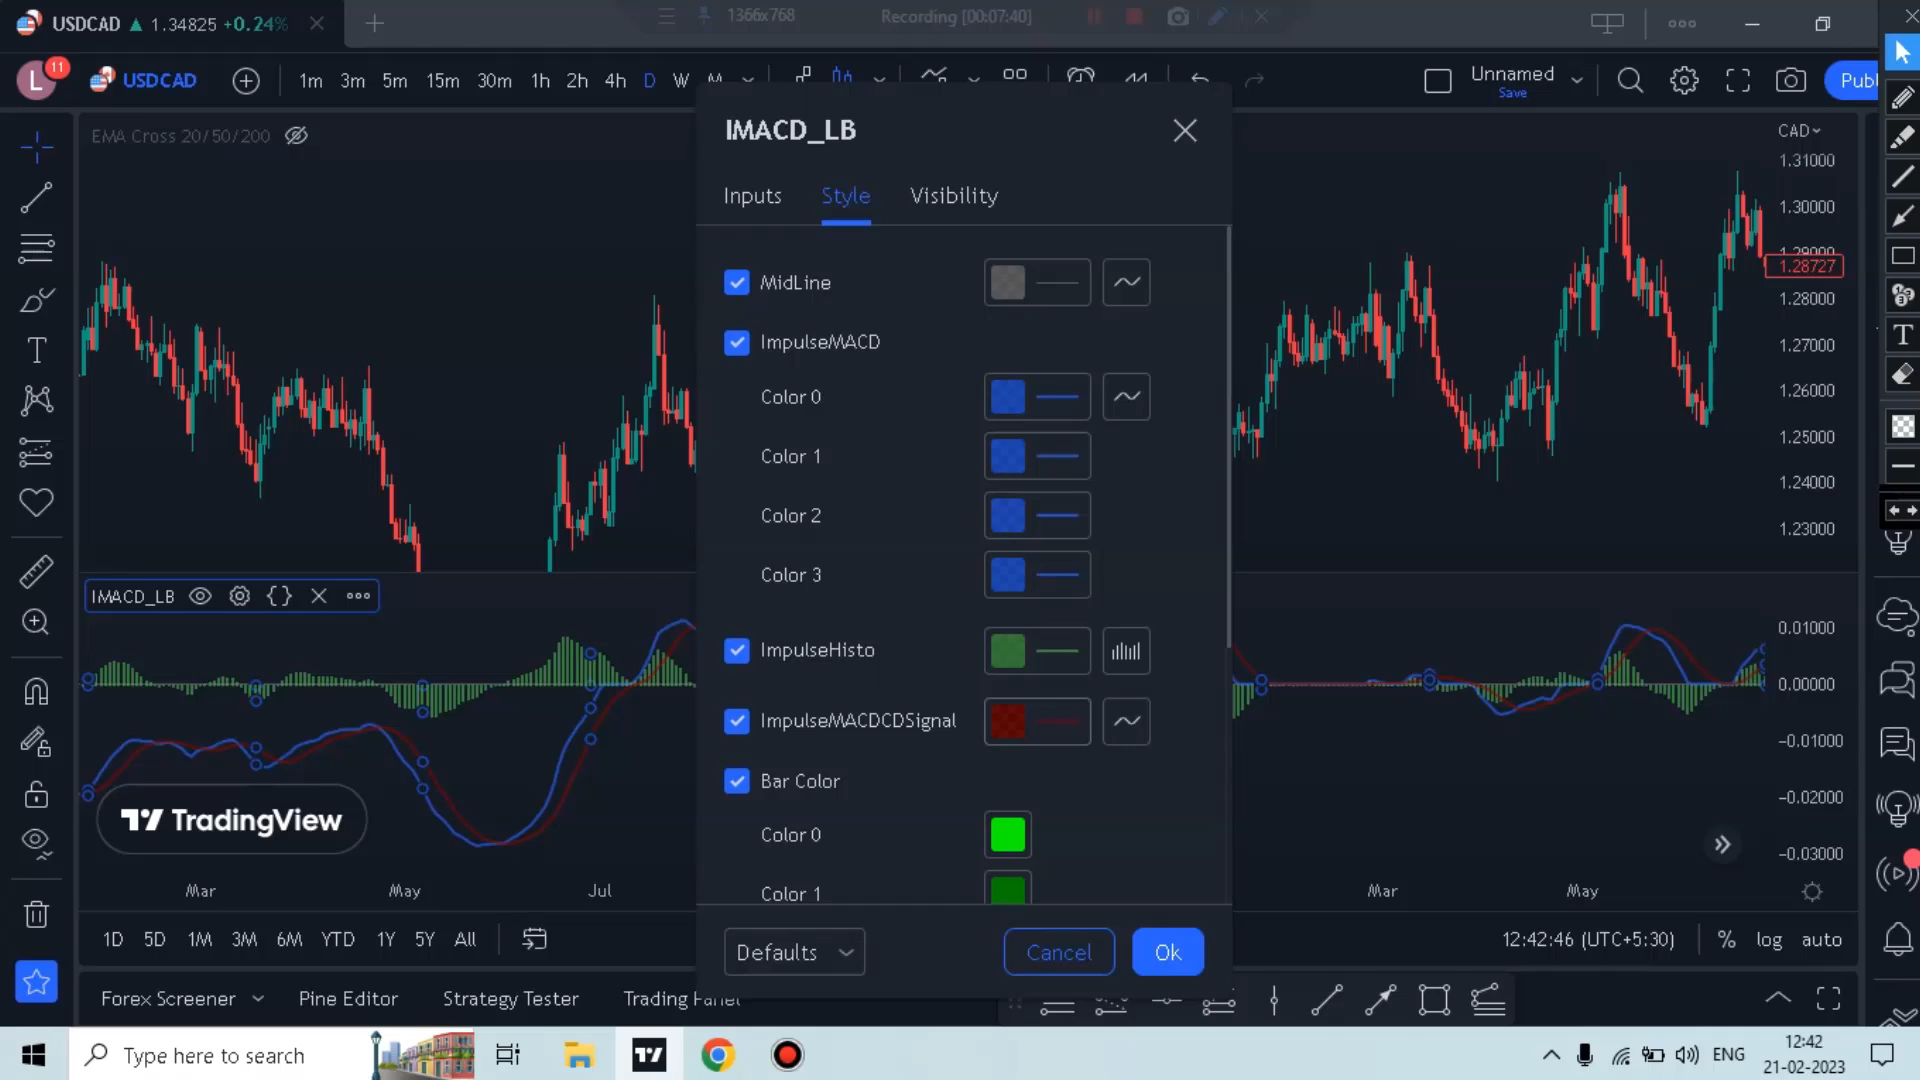 USDCAD ▲ 1.34825 +0.24%
1366x768
Recording [00:07:40]
L
11
USDCAD
1m 3m 5m 15m 30m 1h 2h 4h D W M
Unnamed
Save
Publ
EMA Cross 20/50/200
IMACD_LB
Inputs
Style
Visibility
MidLine
ImpulseMACD
Color 0
Color 1
Color 2
Color 3
ImpulseHisto
ImpulseMACDCDSignal
Bar Color
Color 0
Color 1
Defaults
Cancel
Ok
CAD
1.31000
1.30000
1.28727
1.28000
1.27000
1.26000
1.25000
1.24000
1.23000
IMACD_LB
0.01000
0.00000
−0.01000
−0.02000
−0.03000
TradingView
Mar
May
Jul
Mar
May
1D 5D 1M 3M 6M YTD 1Y 5Y All
12:42:46 (UTC+5:30)
%
log
auto
Forex Screener
Pine Editor
Strategy Tester
Trading Panel
Type here to search
ENG
12:42
21-02-2023